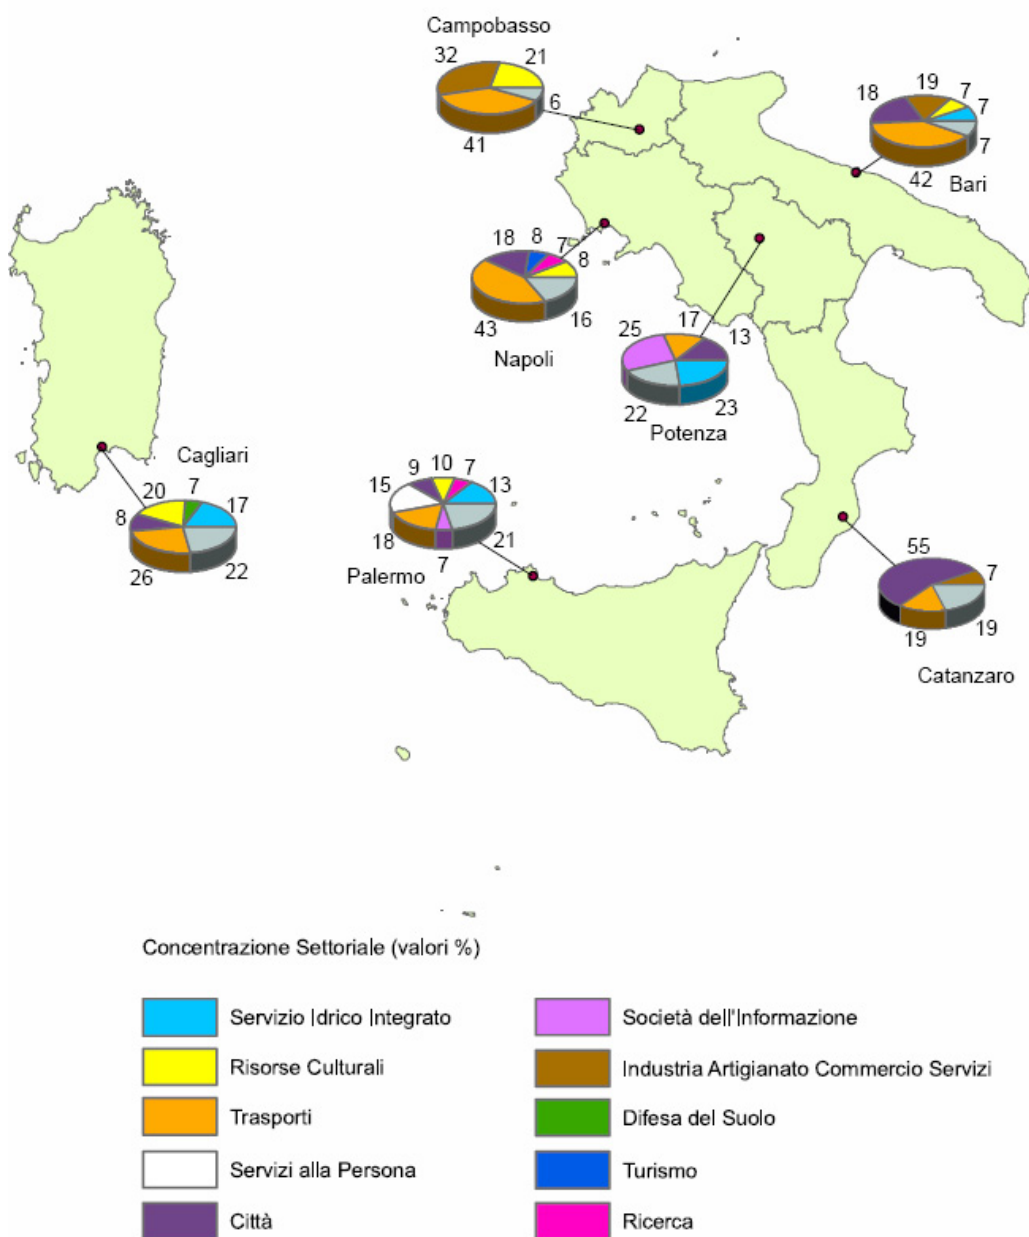 Campobasso
32
21
6
41
19
18
7
7
7
42
Bari
18
8
7
8
43
16
Napoli
17
25
13
22
23
Potenza
Cagliari
20
7
17
8
26
22
9
10
7
15
13
18
21
7
Palermo
55
7
19
19
Catanzaro
Concentrazione Settoriale (valori %)
Servizio Idrico Integrato
Società dell'Informazione
Risorse Culturali
Industria Artigianato Commercio Servizi
Trasporti
Difesa del Suolo
Servizi alla Persona
Turismo
Città
Ricerca